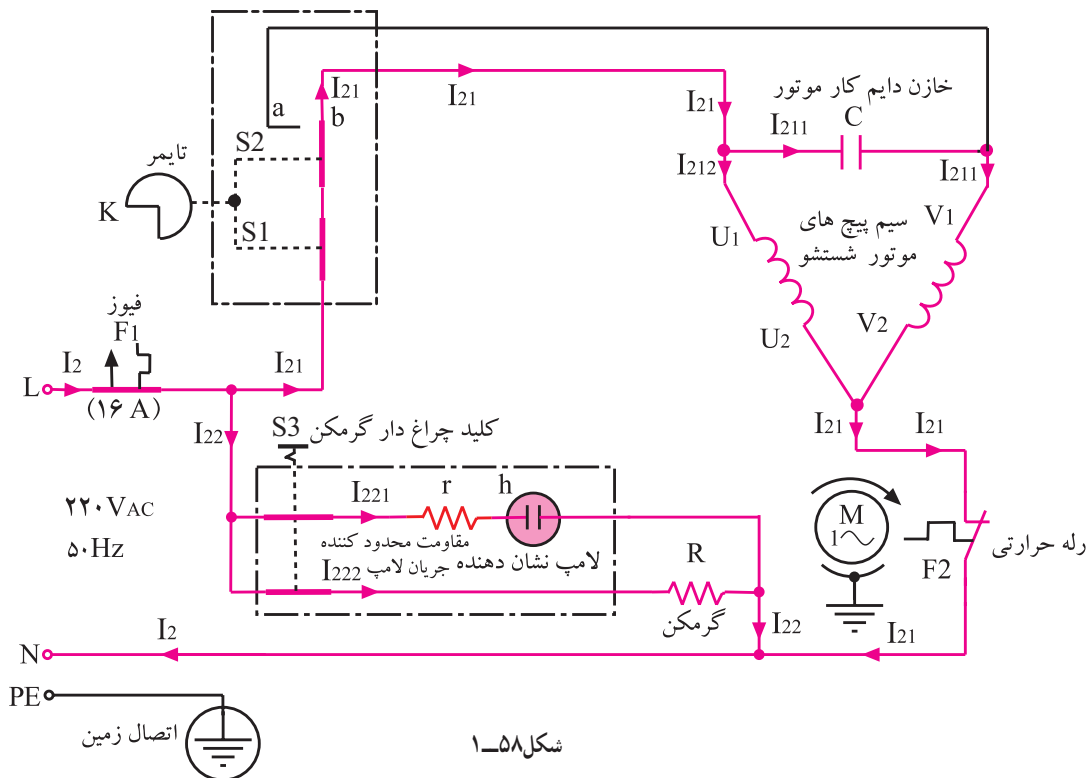 I21
I21
a
b
I21
خازن دایم کار موتور
C
I211
S2
تایمر
K
S1
I212
I211
سیم پیچ های
موتور شستشو
U1
V1
U2
V2
فیوز
F1
L
I2
(۱۶ A)
I21
I22
S3
کلید چراغ دار گرمکن
I21
I21
۲۲۰VAC
۵۰Hz
I221
r
h
مقاومت محدود کننده
جریان لامپ
لامپ نشان دهنده
I222
R
گرمکن
M
1
F2
رله حرارتی
N
I2
I22
I21
PE
اتصال زمین
شکل۵۸ــ۱